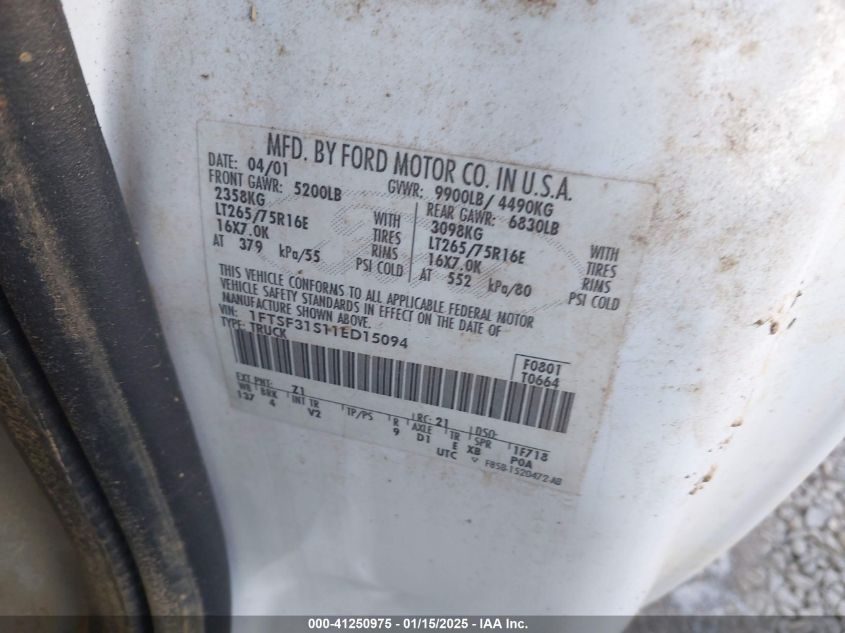 MFD. BY FORD MOTOR CO. IN U.S.A.
DATE: 04/01 GVWR: 9900LB/ 4490KG
FRONT GAWR: 5200LB REAR GAWR: 6830LB
2358KG WITH 3098KG WITH
LT265/75R16E TIRES LT265/75R16E TIRES
16X7.0K RIMS 16X7.0K RIMS
AT 379 kPa/55 PSI COLD AT 552 kPa/80 PSI COLD
THIS VEHICLE CONFORMS TO ALL APPLICABLE FEDERAL MOTOR
VEHICLE SAFETY STANDARDS IN EFFECT ON THE DATE OF
MANUFACTURE SHOWN ABOVE.
VIN: 1FTSF31S11ED15094
TYPE: TRUCK
F0801
T0664
EXT PNT: Z1 RC: 21 DSO:
WB BRK INT TR TP/PS R AXLE TR SPR 1F718
137 4 V2 9 D1 E XB P0A
UTC F85B-1520472-AB
000-41250975 - 01/15/2025 - IAA Inc.